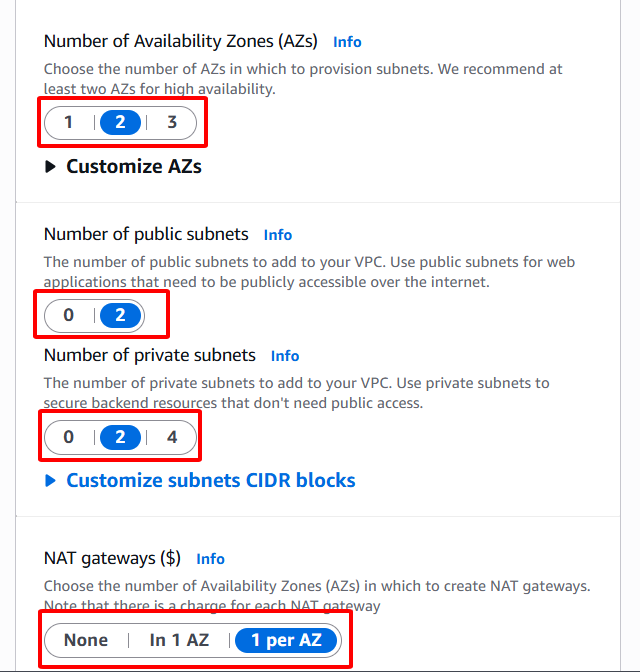 Number of Availability Zones (AZs) Info
Choose the number of AZs in which to provision subnets. We recommend at
least two AZs for high availability.
1 2 3
Customize AZs
Number of public subnets Info
The number of public subnets to add to your VPC. Use public subnets for web
applications that need to be publicly accessible over the internet.
0 2
Number of private subnets Info
The number of private subnets to add to your VPC. Use private subnets to
secure backend resources that don't need public access.
0 2 4
Customize subnets CIDR blocks
NAT gateways ($) Info
Choose the number of Availability Zones (AZs) in which to create NAT gateways.
Note that there is a charge for each NAT gateway
None In 1 AZ 1 per AZ